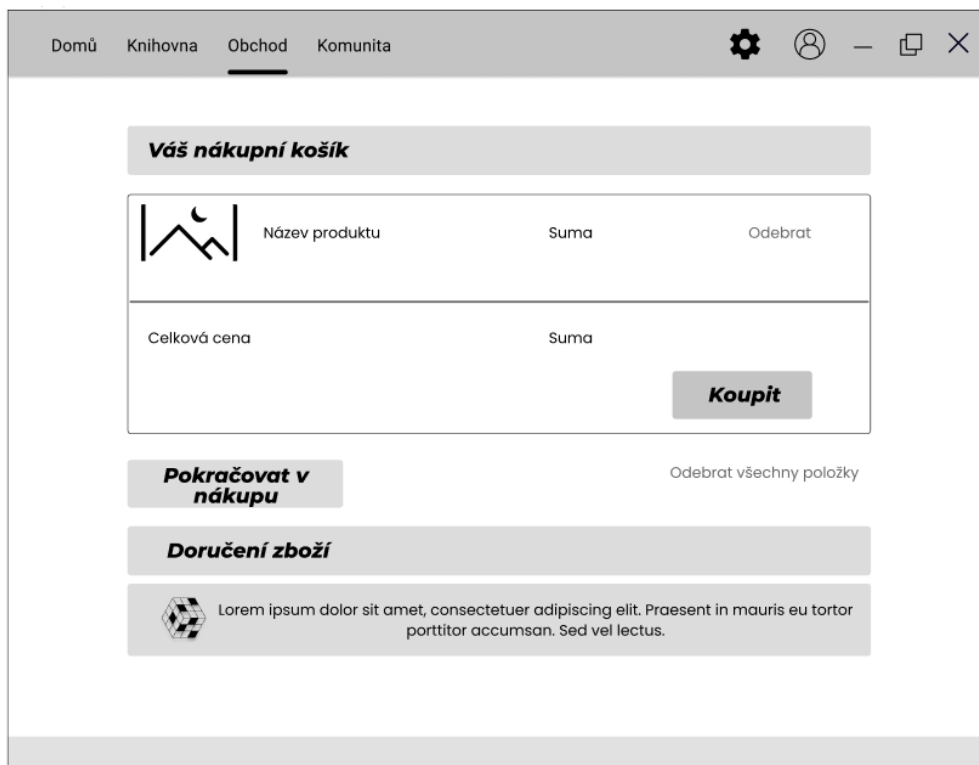 Domů Knihovna Obchod Komunita
Váš nákupní košík
Název produktu Suma Odebrat
Celková cena Suma
Koupit
Pokračovat v
nákupu
Odebrat všechny položky
Doručení zboží
Lorem ipsum dolor sit amet, consectetuer adipiscing elit. Praesent in mauris eu tortor
porttitor accumsan. Sed vel lectus.